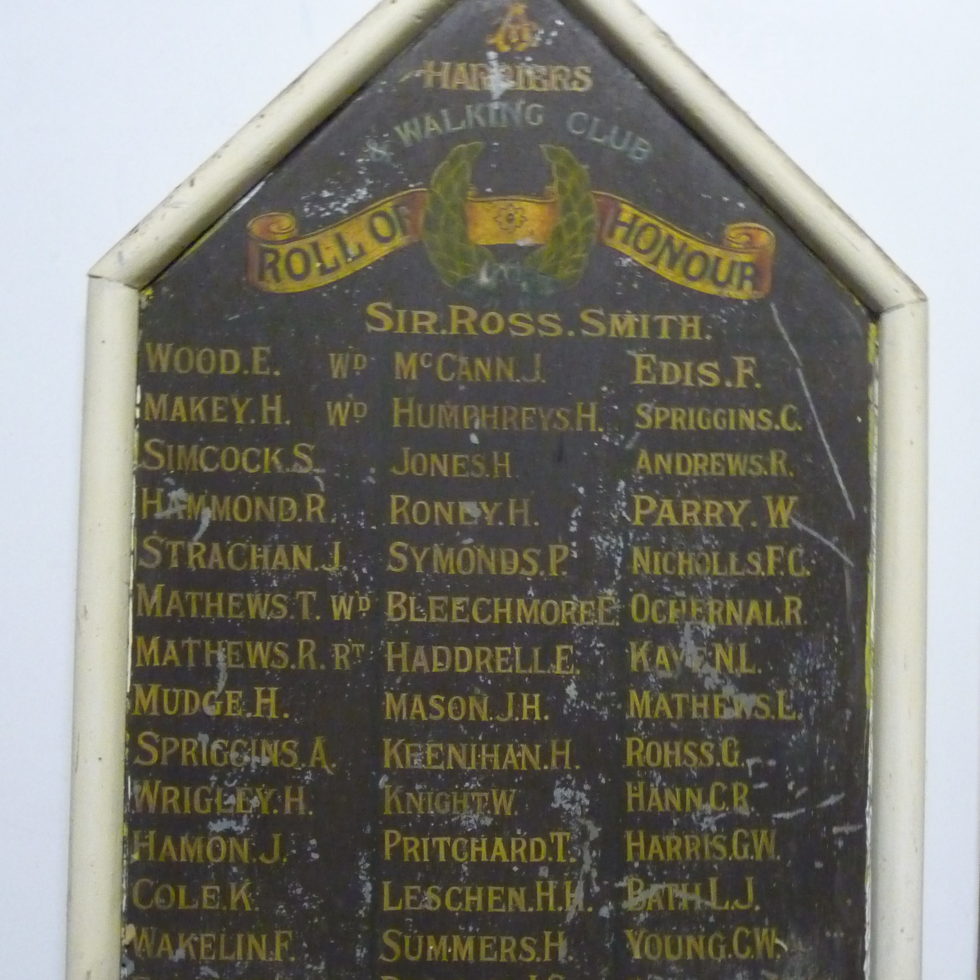 HARRIERS
& WALKING CLUB
ROLL OF HONOUR
SIR.ROSS.SMITH.
WOOD.E. WD
MAKEY.H. WD
SIMCOCK.S.
HAMMOND.R.
STRACHAN.J
MATHEWS.T. WD
MATHEWS.R. RT
MUDGE.H.
SPRIGGINS.A.
WRIGLEY.H.
HAMON.J.
COLE.K.
WAKELIN.F.
McCANN.J.
HUMPHREYS.H.
JONES.H
RONEY.H.
SYMONDS.P.
BLEECHMORE.E
HADDRELL.E.
MASON.J.H.
KEENIHAN.H.
KNIGHT.W.
PRITCHARD.T.
LESCHEN.H.H.
SUMMERS.H
EDIS.F.
SPRIGGINS.C.
ANDREWS.R.
PARRY.W
NICHOLLS.F.C.
OCHERNAL.R
KAY N.L.
MATHEWS.L.
ROHSS.G.
HANN.C.R.
HARRIS.G.W.
BATH.L.J.
YOUNG.C.W.